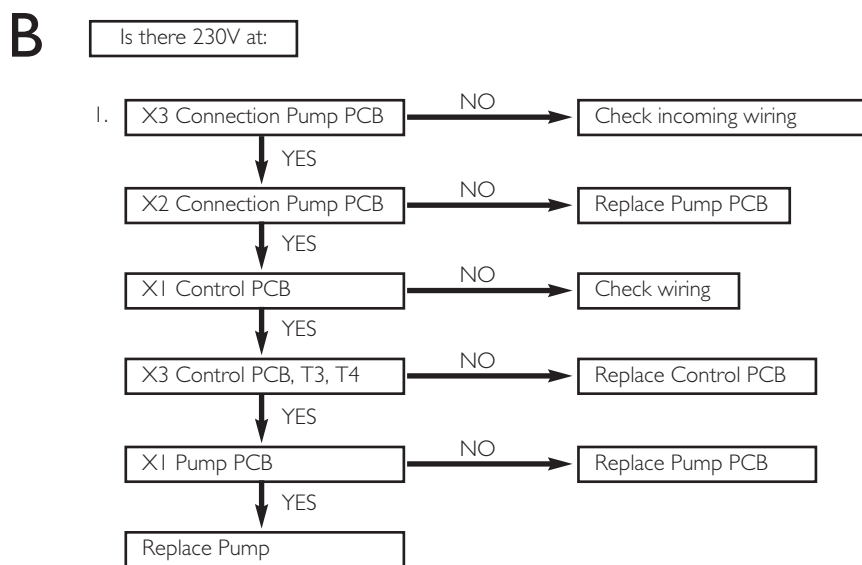 B
Is there 230V at:
1. X3 Connection Pump PCB
NO
Check incoming wiring
YES
X2 Connection Pump PCB
NO
Replace Pump PCB
YES
X1 Control PCB
NO
Check wiring
YES
X3 Control PCB, T3, T4
NO
Replace Control PCB
YES
X1 Pump PCB
NO
Replace Pump PCB
YES
Replace Pump